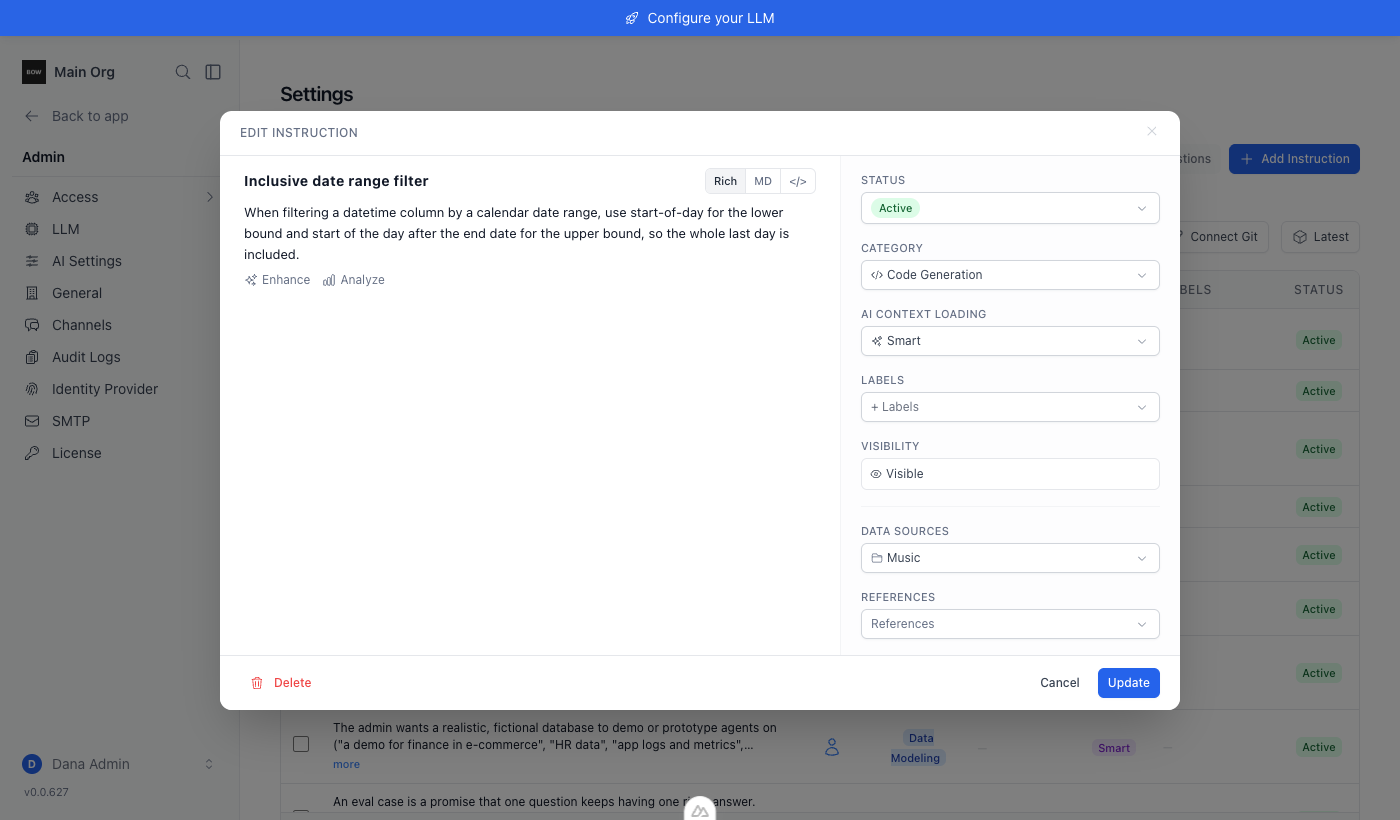 Configure your LLM
BOW
Main Org
Back to app
Admin
Access
LLM
AI Settings
General
Channels
Audit Logs
Identity Provider
SMTP
License
D
Dana Admin
v0.0.627
Settings
Add Instruction
Connect Git
Latest
STATUS
Active
Active
Active
Active
Active
Active
Active
EDIT INSTRUCTION
Inclusive date range filter
Rich
MD
</>
When filtering a datetime column by a calendar date range, use start-of-day for the lower
bound and start of the day after the end date for the upper bound, so the whole last day is
included.
Enhance
Analyze
STATUS
Active
CATEGORY
</> Code Generation
AI CONTEXT LOADING
Smart
LABELS
+ Labels
VISIBILITY
Visible
DATA SOURCES
Music
REFERENCES
References
Delete
Cancel
Update
The admin wants a realistic, fictional database to demo or prototype agents on
("a demo for finance in e-commerce", "HR data", "app logs and metrics",...
more
Data
Modeling
—
Smart
—
Active
An eval case is a promise that one question keeps having one answer.